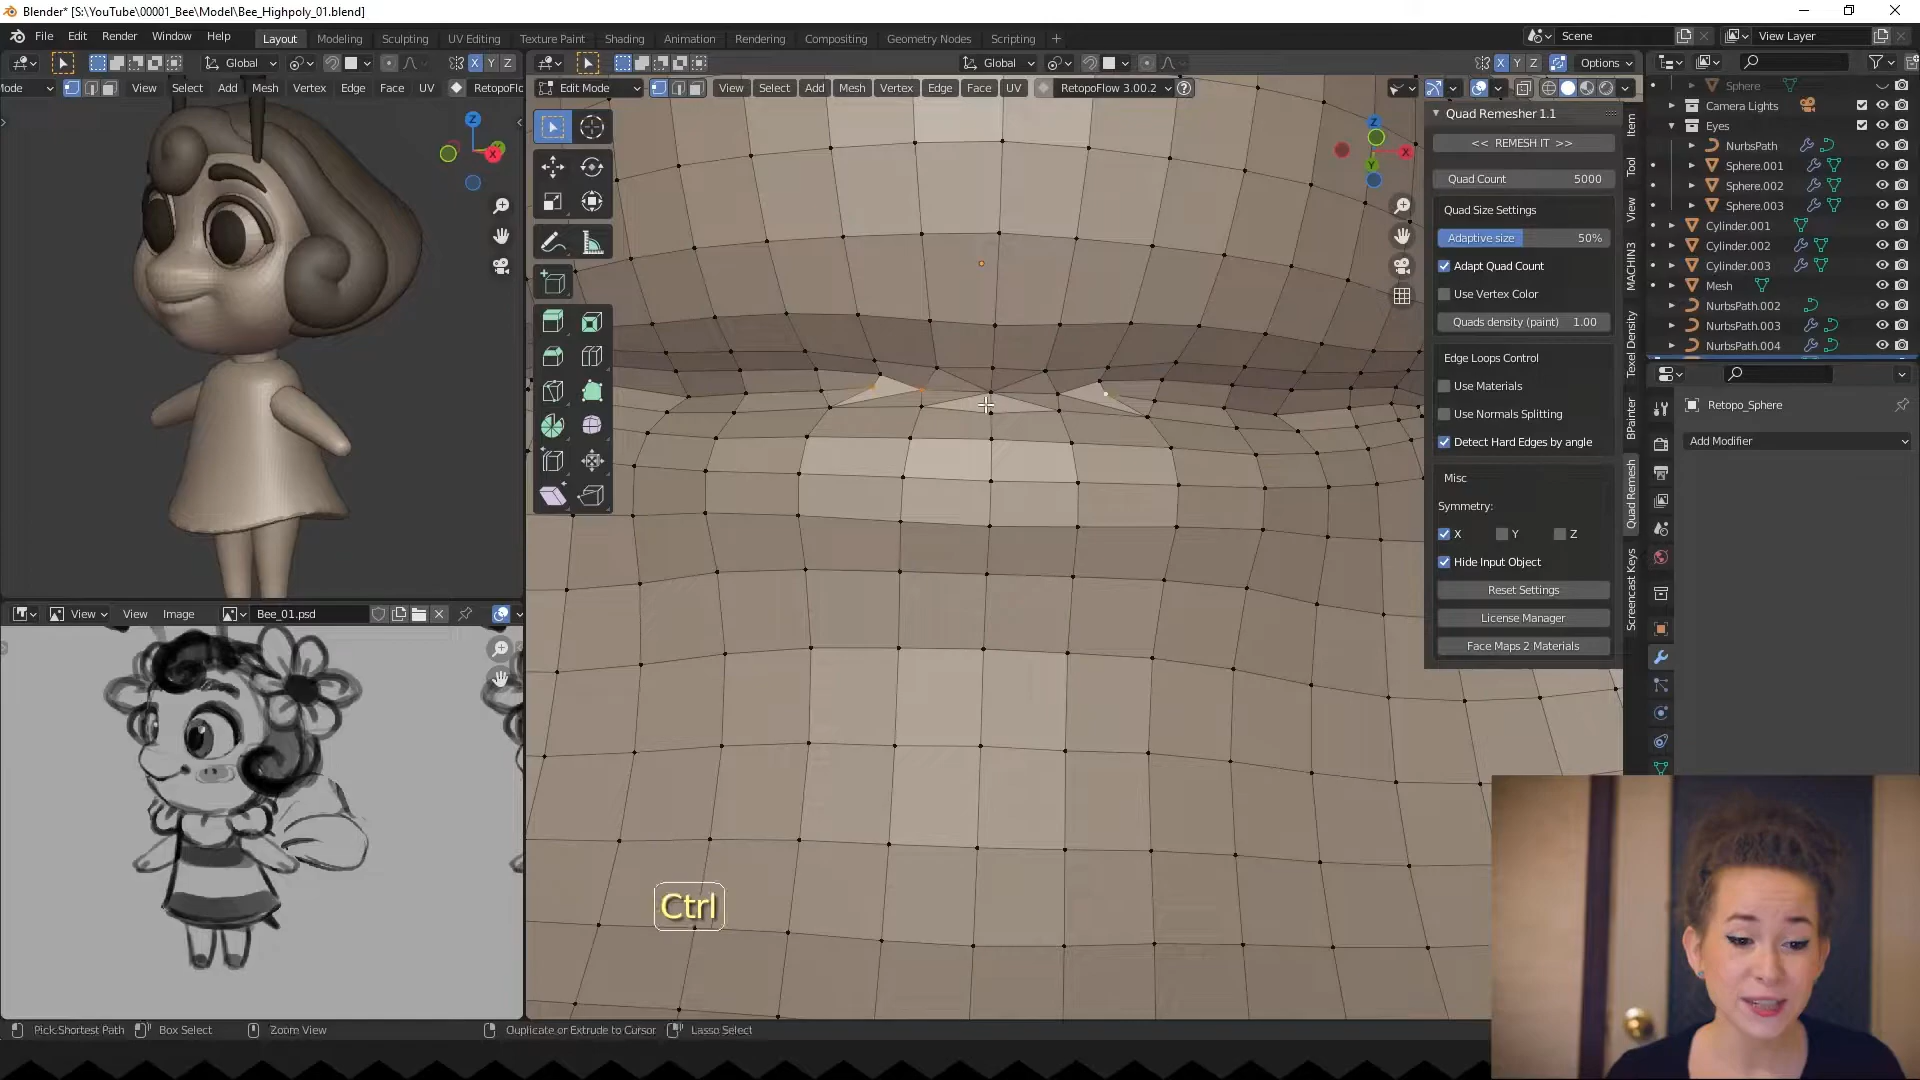 Blender* [S:\YouTube\00001_Bee\Model\Bee_Highpoly_01.blend]
File Edit Render Window Help
Layout Modeling Sculpting UV Editing Texture Paint Shading Animation Rendering Compositing Geometry Nodes Scripting +
Scene
View Layer
Global
X Y Z
Global
X Y Z
Options
ode
View Select Add Mesh Vertex Edge Face UV
RetopoFlo
Edit Mode
View Select Add Mesh Vertex Edge Face UV
RetopoFlow 3.00.2
Quad Remesher 1.1
<< REMESH IT >>
Quad Count 5000
Quad Size Settings
Adaptive size 50%
Adapt Quad Count
Use Vertex Color
Quads density (paint) 1.00
Edge Loops Control
Use Materials
Use Normals Splitting
Detect Hard Edges by angle
Misc
Symmetry:
X Y Z
Hide Input Object
Reset Settings
License Manager
Face Maps 2 Materials
Item
Tool
View
MACHIN3
Texel Density
BPainter
Quad Remesh
Screencast Keys
Sphere
Camera Lights
Eyes
NurbsPath
Sphere.001
Sphere.002
Sphere.003
Cylinder.001
Cylinder.002
Cylinder.003
Mesh
NurbsPath.002
NurbsPath.003
NurbsPath.004
Retopo_Sphere
Add Modifier
View
View Image
Bee_01.psd
Ctrl
Pick Shortest Path
Box Select
Zoom View
Duplicate or Extrude to Cursor
Lasso Select